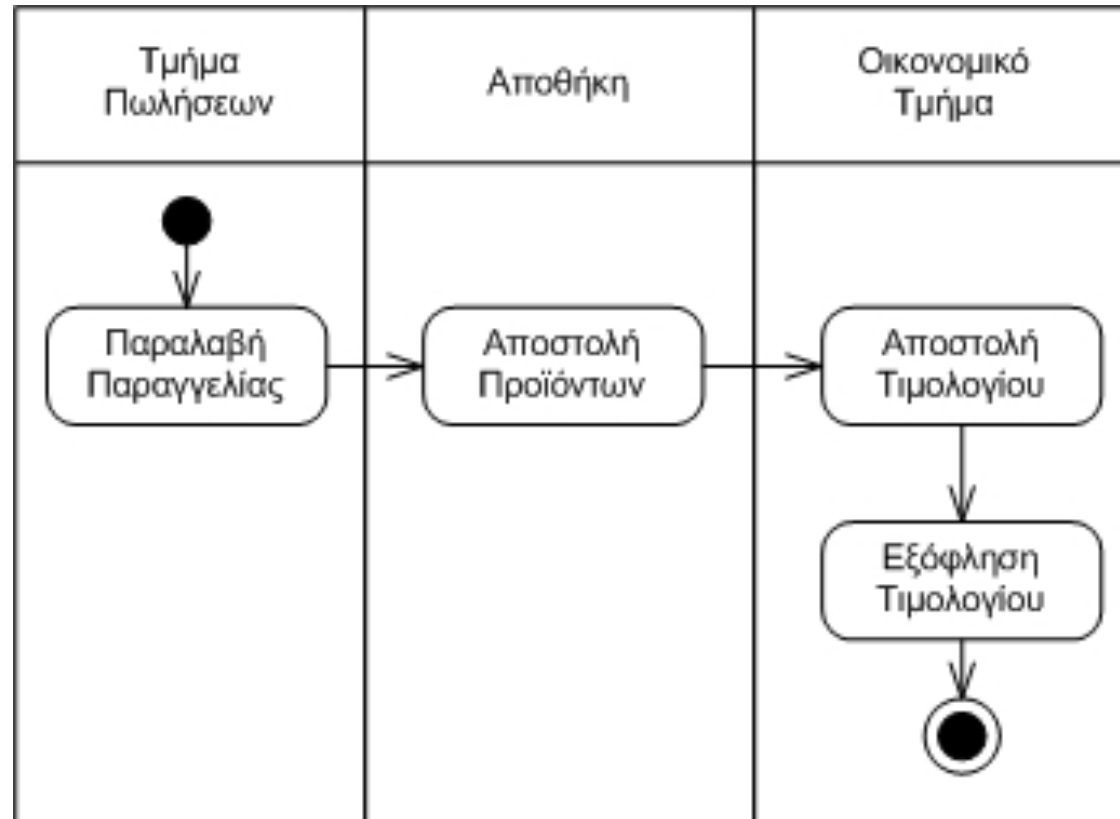 Τμήμα
Πωλήσεων
Αποθήκη
Οικονομικό
Τμήμα
Παραλαβή
Παραγγελίας
Αποστολή
Προϊόντων
Αποστολή
Τιμολογίου
Εξόφληση
Τιμολογίου